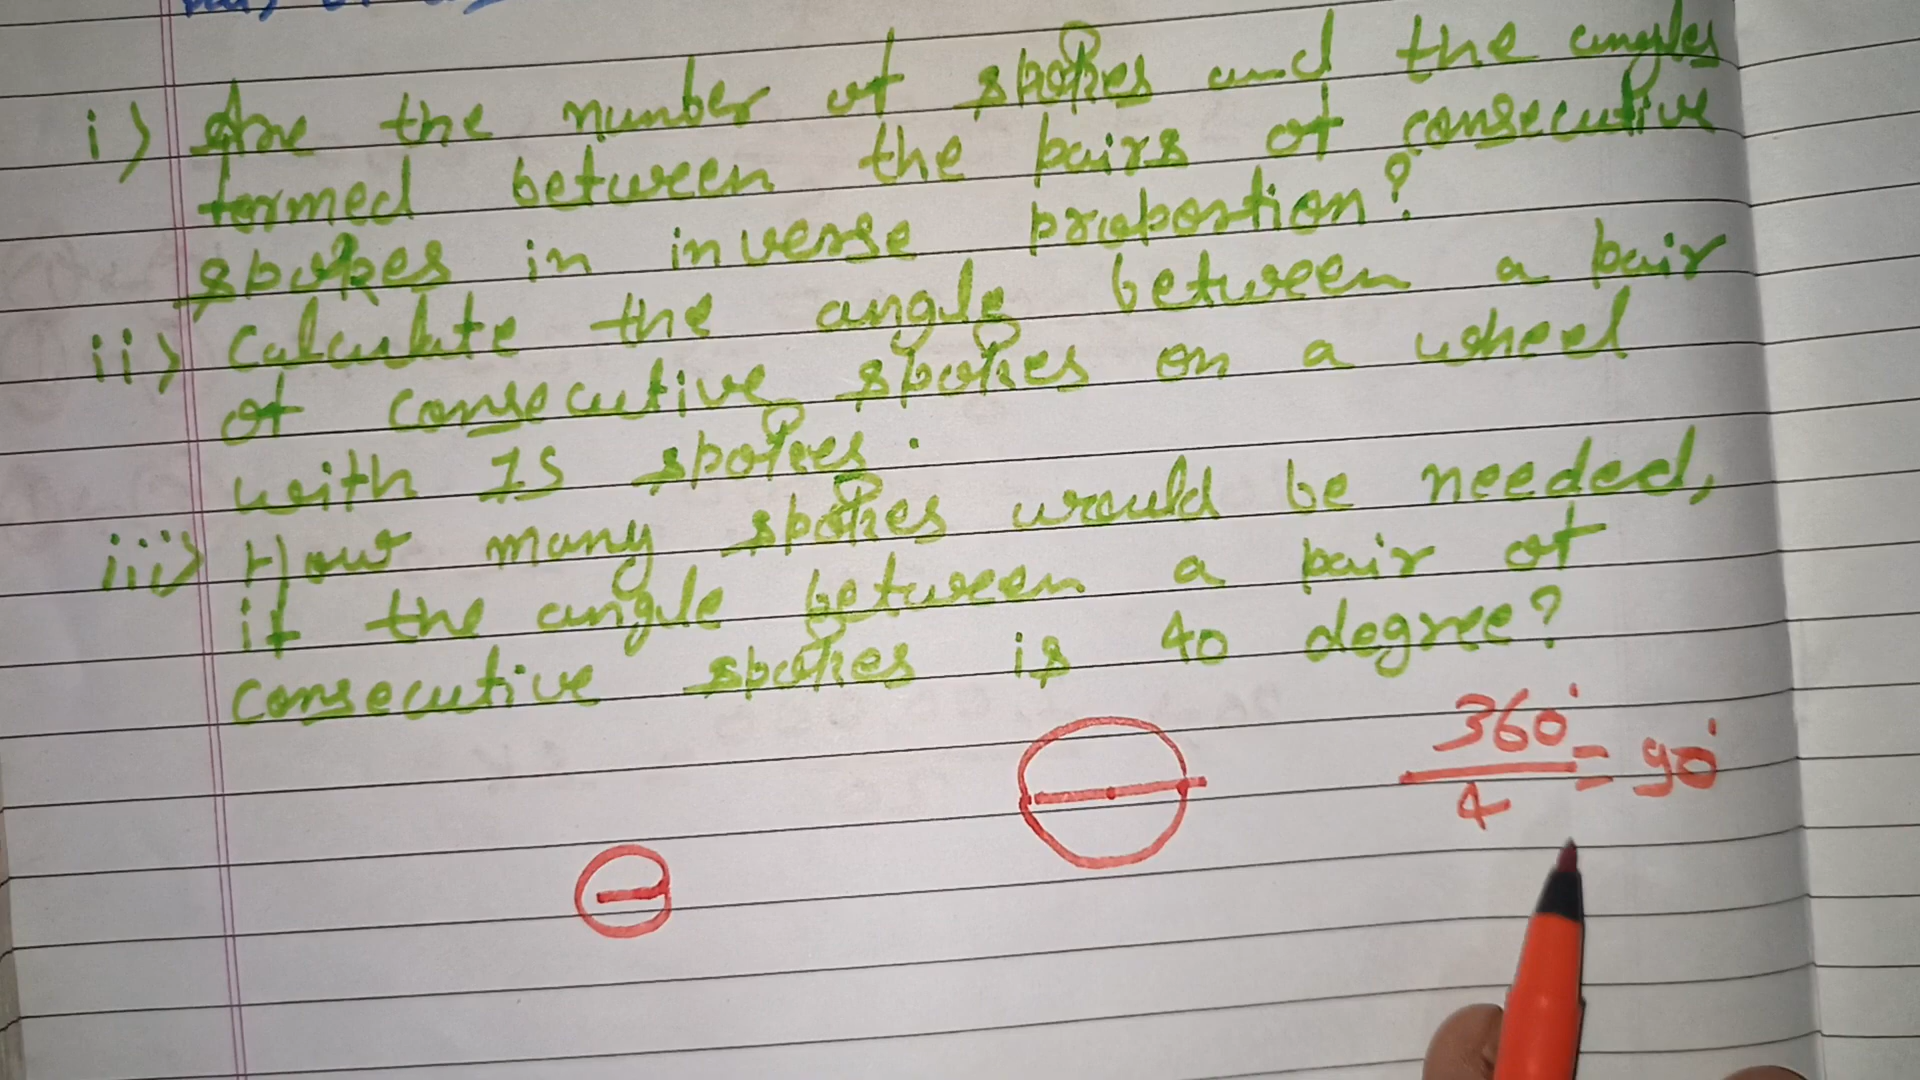 i) Are the number of spokes and the angles
formed between the pairs of consecutive
spokes in inverse proportion?
ii) Calculate the angle between a pair
of consecutive spokes on a wheel
with 15 spokes.
iii) How many spokes would be needed,
if the angle between a pair of
consecutive spokes is 40 degree?
360° / 4 = 90°